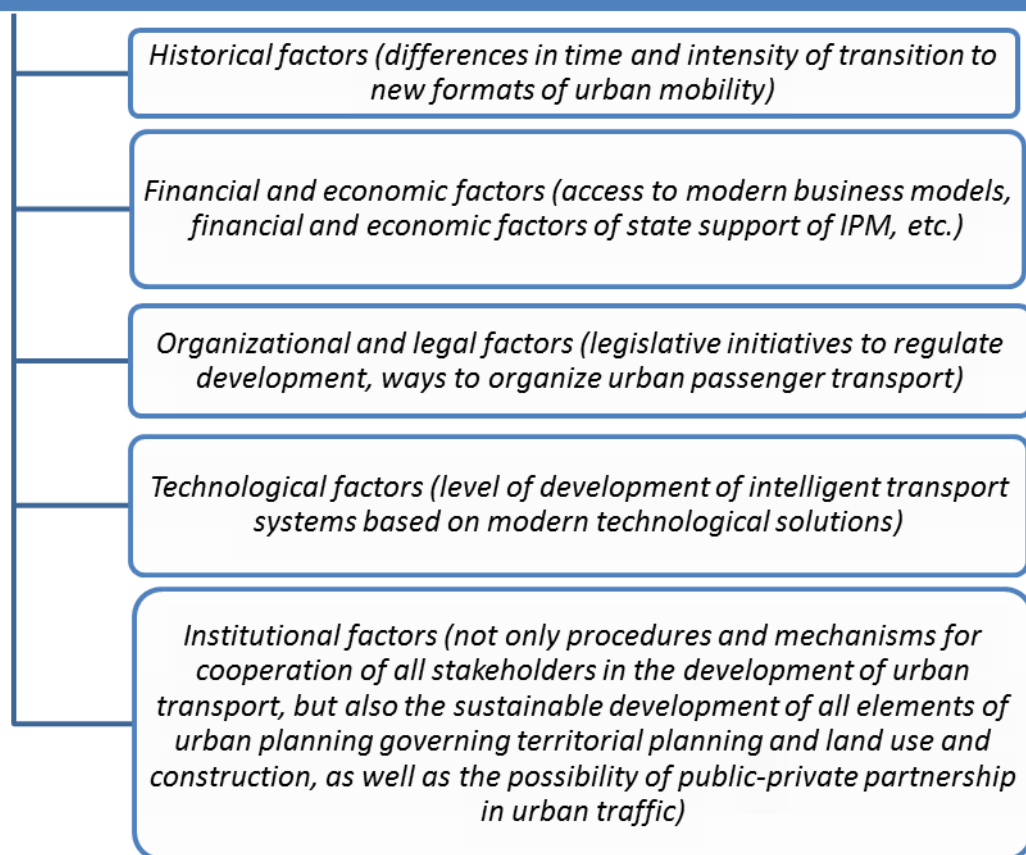 Historical factors (differences in time and intensity of transition to
new formats of urban mobility)
Financial and economic factors (access to modern business models,
financial and economic factors of state support of IPM, etc.)
Organizational and legal factors (legislative initiatives to regulate
development, ways to organize urban passenger transport)
Technological factors (level of development of intelligent transport
systems based on modern technological solutions)
Institutional factors (not only procedures and mechanisms for
cooperation of all stakeholders in the development of urban
transport, but also the sustainable development of all elements of
urban planning governing territorial planning and land use and
construction, as well as the possibility of public-private partnership
in urban traffic)